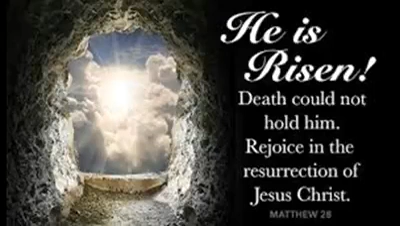 He is
Risen!
Death could not
hold him.
Rejoice in the
resurrection of
Jesus Christ.
MATTHEW 28